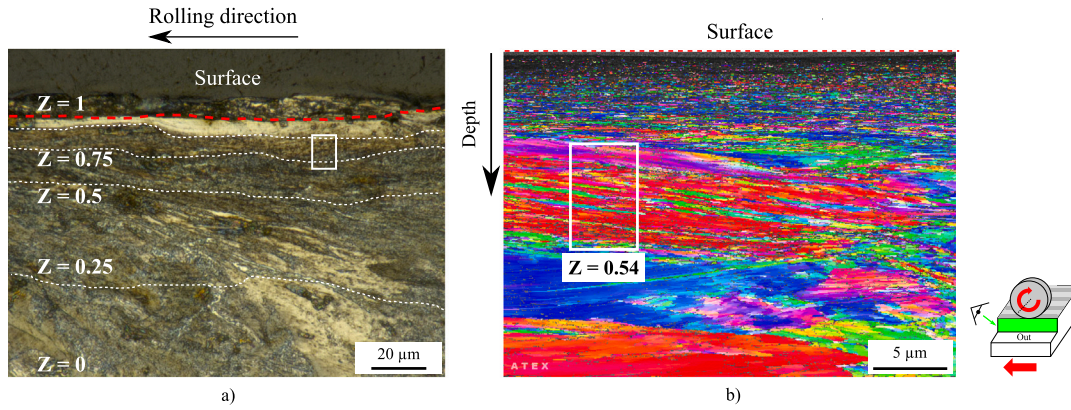 Rolling direction
Surface
Z = 1
Z = 0.75
Z = 0.5
Z = 0.25
Z = 0
20 µm
a)
Surface
Depth
Z = 0.54
ATEX
5 µm
b)
Out